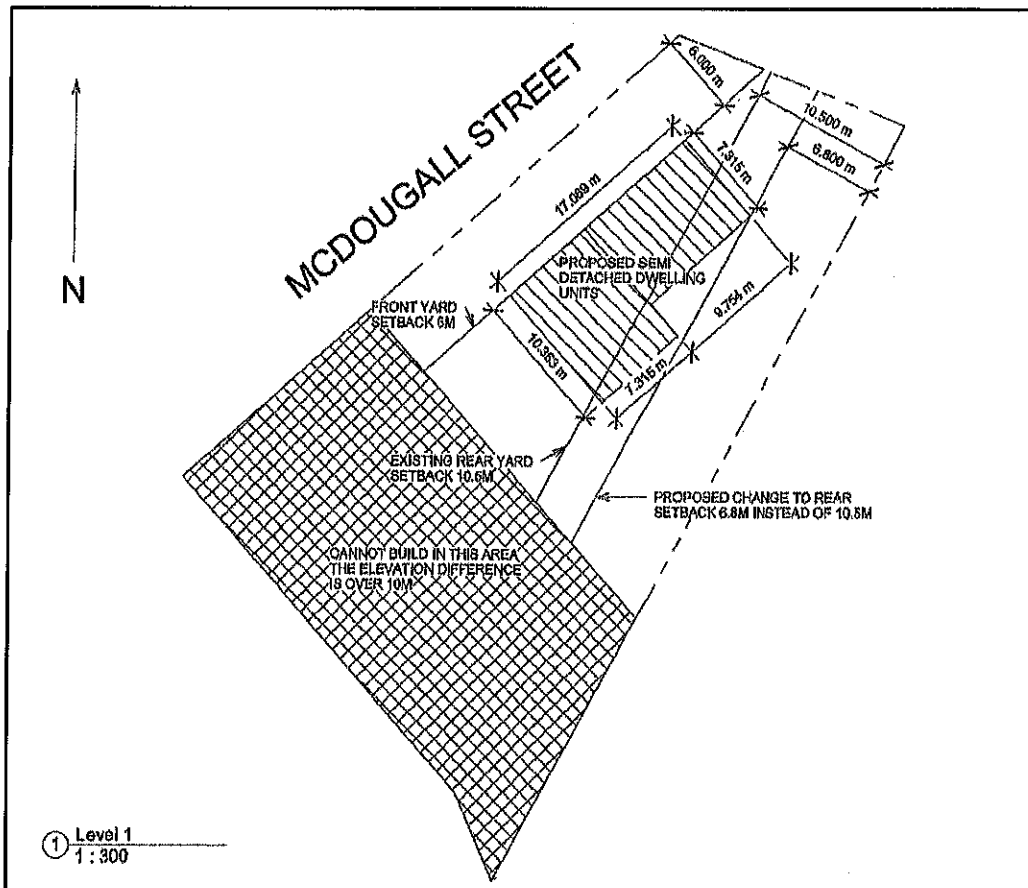 MCDOUGALL STREET
N
6.000 m
10.500 m
6.800 m
7.315 m
17.069 m
PROPOSED SEMI
DETACHED DWELLING
UNITS
9.754 m
FRONT YARD
SETBACK 6M
10.363 m
7.315 m
EXISTING REAR YARD
SETBACK 10.5M
PROPOSED CHANGE TO REAR
SETBACK 6.8M INSTEAD OF 10.5M
CANNOT BUILD IN THIS AREA
THE ELEVATION DIFFERENCE
IS OVER 10M
1 Level 1
1 : 300